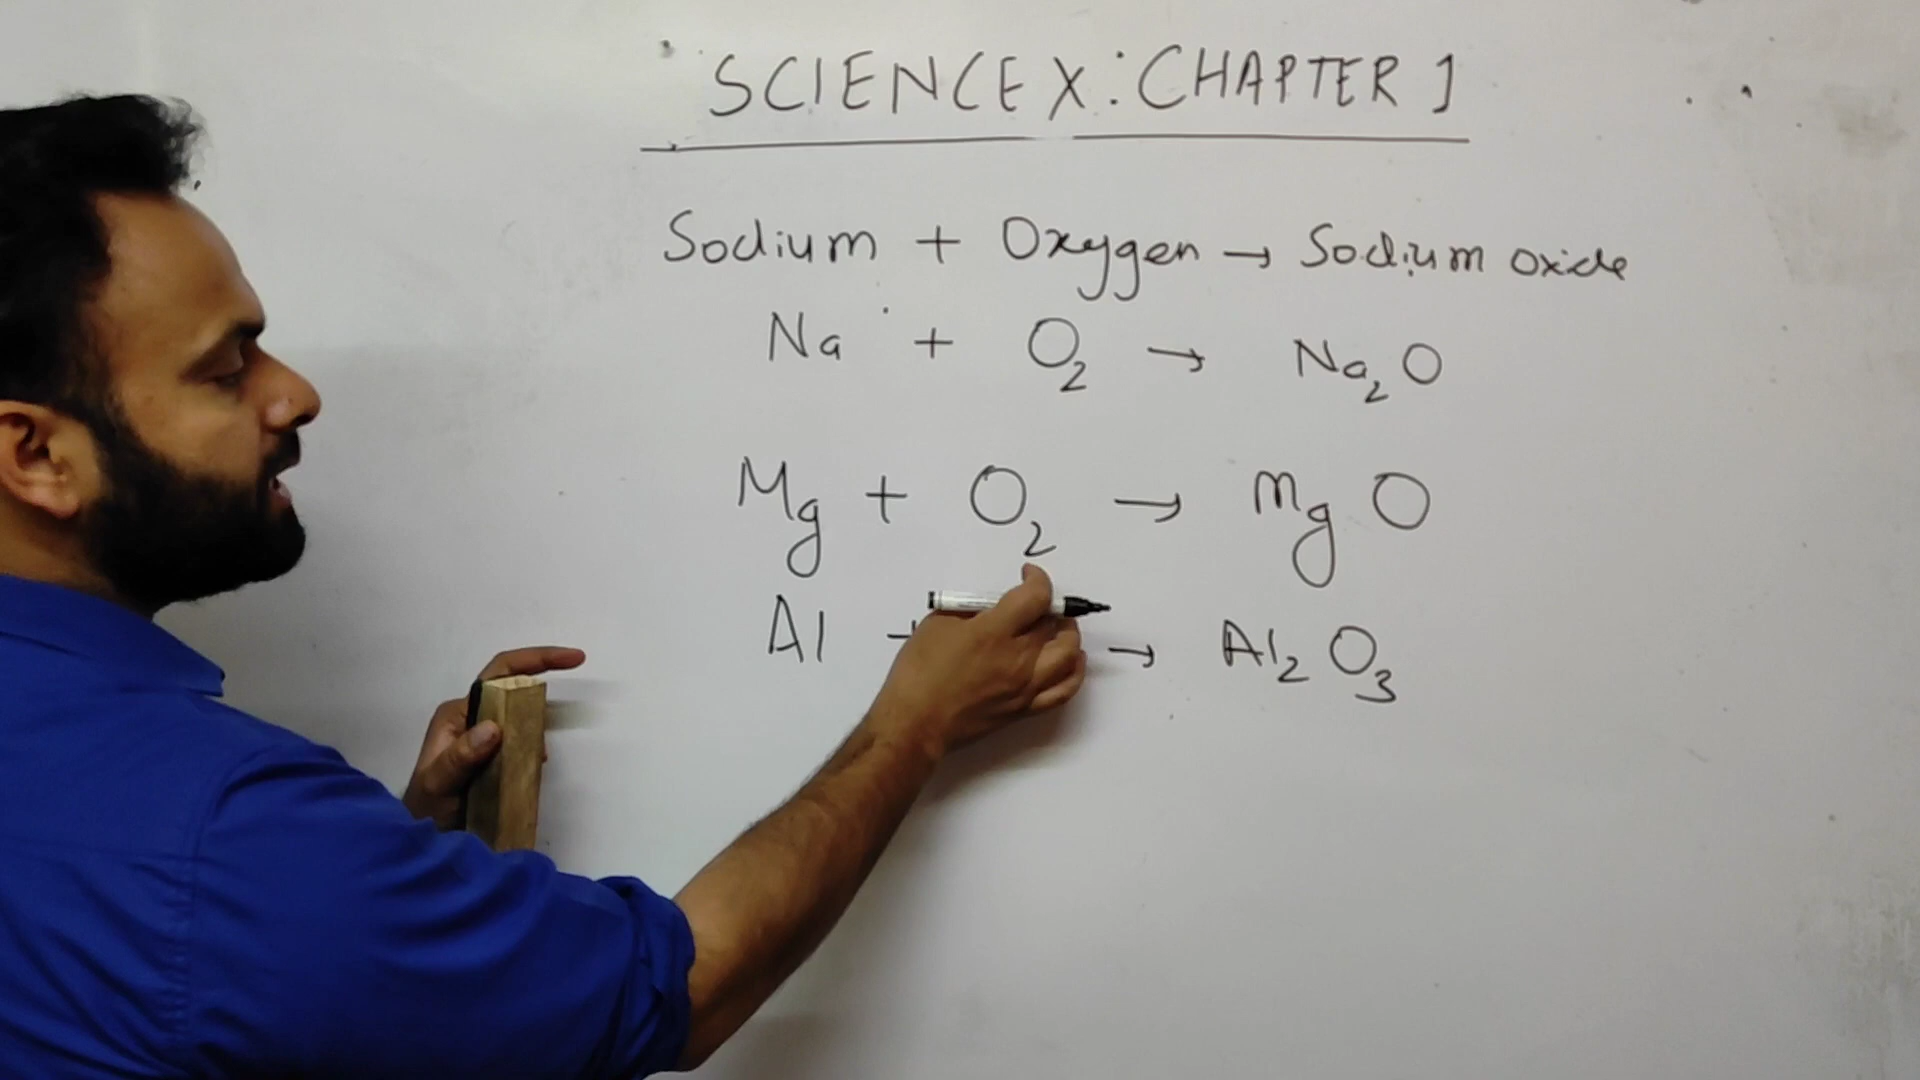 SCIENCE X: CHAPTER 1
Sodium + Oxygen → Sodium oxide
Na + O₂ → Na₂O
Mg + O₂ → MgO
Al + → Al₂O₃